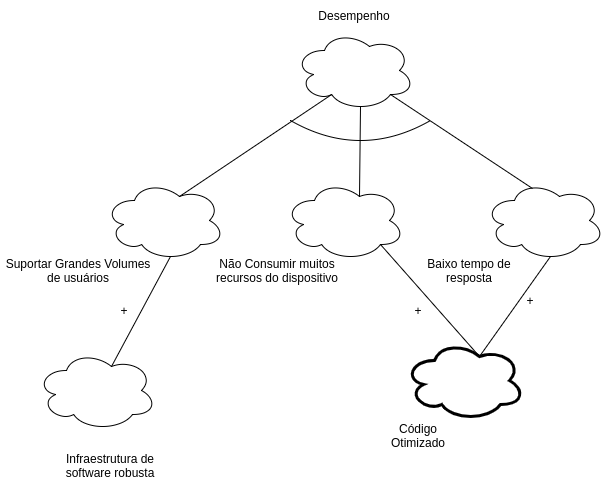 Desempenho
Suportar Grandes Volumes
de usuários
Não Consumir muitos
recursos do dispositivo
Baixo tempo de
resposta
+
+
+
Código
Otimizado
Infraestrutura de
software robusta